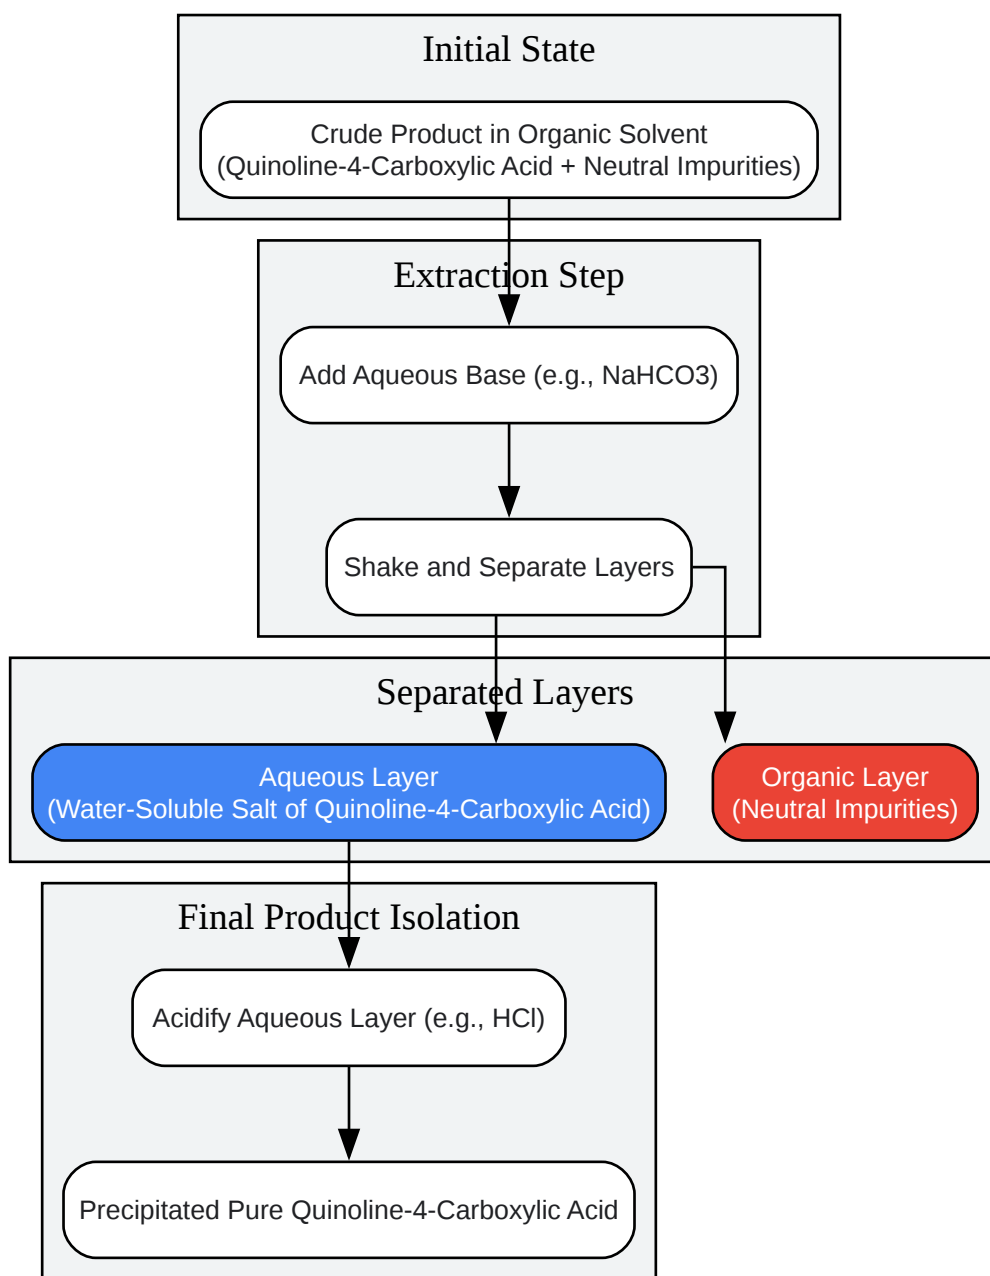 Initial State
Crude Product in Organic Solvent
(Quinoline-4-Carboxylic Acid + Neutral Impurities)
Extraction Step
Add Aqueous Base (e.g., NaHCO3)
Shake and Separate Layers
Separated Layers
Aqueous Layer
(Water-Soluble Salt of Quinoline-4-Carboxylic Acid)
Organic Layer
(Neutral Impurities)
Final Product Isolation
Acidify Aqueous Layer (e.g., HCl)
Precipitated Pure Quinoline-4-Carboxylic Acid